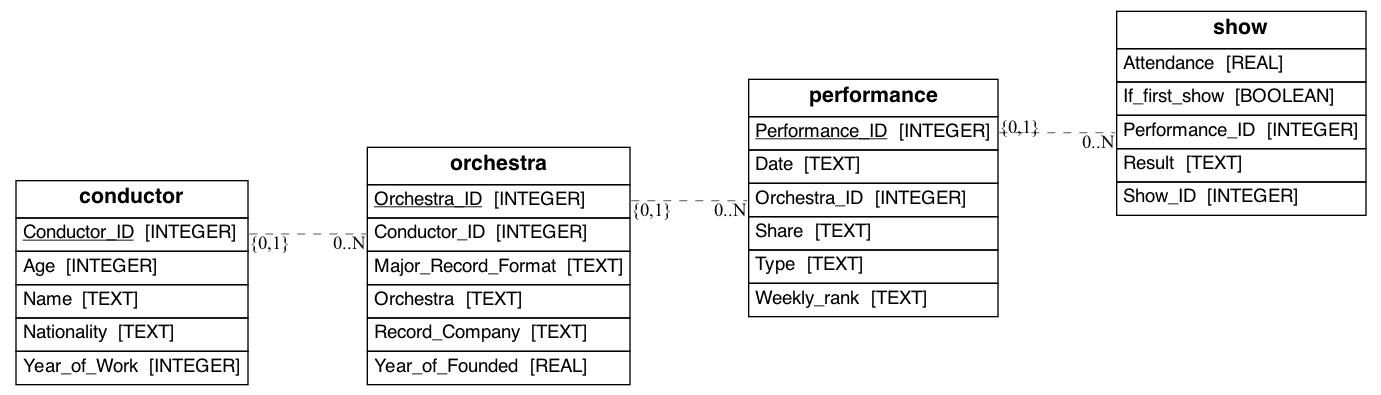 conductor
Conductor_ID [INTEGER]
Age [INTEGER]
Name [TEXT]
Nationality [TEXT]
Year_of_Work [INTEGER]
{0,1}
0..N
orchestra
Orchestra_ID [INTEGER]
Conductor_ID [INTEGER]
Major_Record_Format [TEXT]
Orchestra [TEXT]
Record_Company [TEXT]
Year_of_Founded [REAL]
{0,1}
0..N
performance
Performance_ID [INTEGER]
Date [TEXT]
Orchestra_ID [INTEGER]
Share [TEXT]
Type [TEXT]
Weekly_rank [TEXT]
{0,1}
0..N
show
Attendance [REAL]
If_first_show [BOOLEAN]
Performance_ID [INTEGER]
Result [TEXT]
Show_ID [INTEGER]